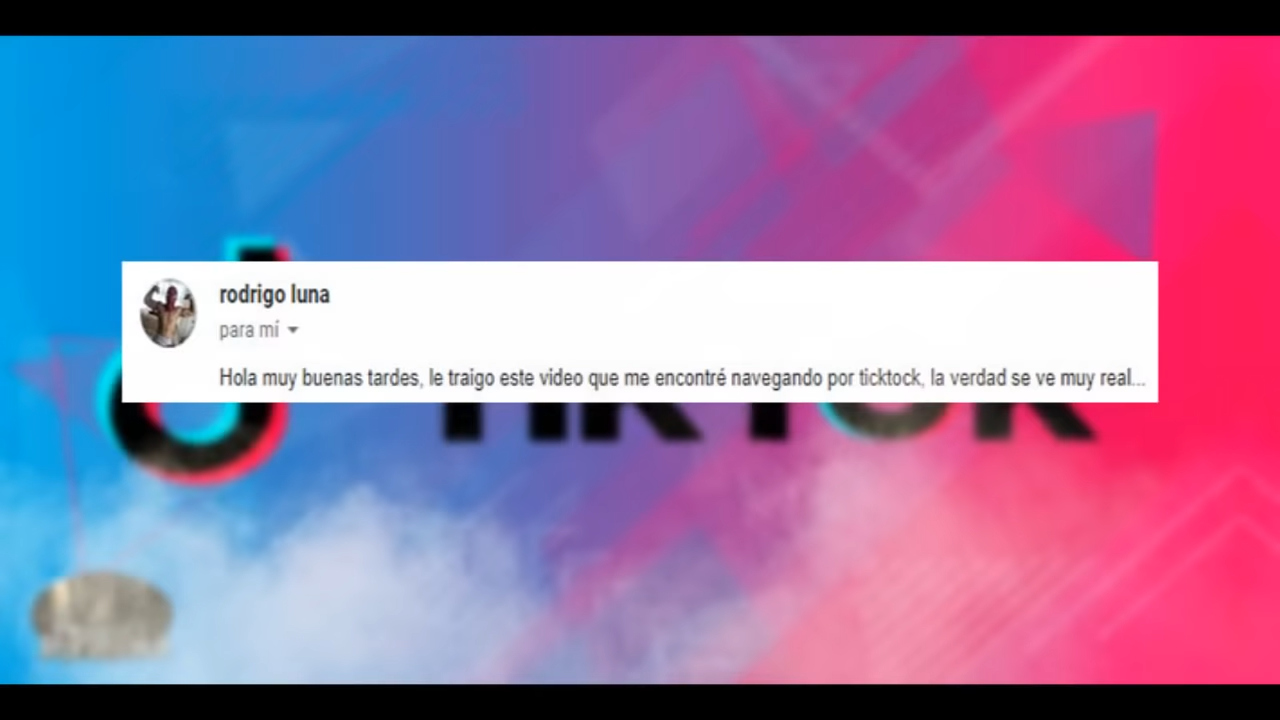 rodrigo luna
para mí
Hola muy buenas tardes, le traigo este video que me encontré navegando por ticktock, la verdad se ve muy real...